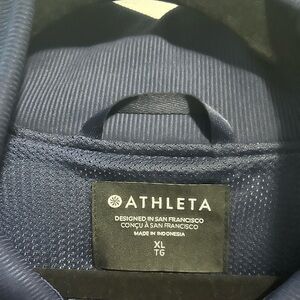 ATHLETA
DESIGNED IN SAN FRANCISCO
CONÇU À SAN FRANCISCO
MADE IN INDONESIA
XL
TG